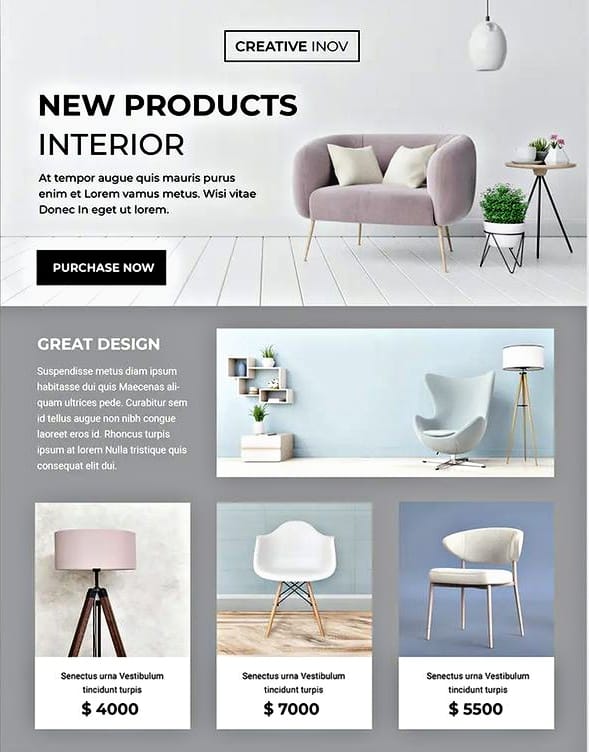 CREATIVE INOV
NEW PRODUCTS
INTERIOR
At tempor augue quis mauris purus
enim et Lorem vamus metus. Wisi vitae
Donec In eget ut lorem.
PURCHASE NOW
GREAT DESIGN
Suspendisse metus diam ipsum
habitasse dui quis Maecenas ali-
quam ultrices pede. Curabitur sem
id tellus augue non nibh congue
laoreet eros id. Rhoncus turpis
ipsum at lorem Nulla tristique quis
consequat elit dui.
Senectus urna Vestibulum
tincidunt turpis
$ 4000
Senectus urna Vestibulum
tincidunt turpis
$ 7000
Senectus urna Vestibulum
tincidunt turpis
$ 5500